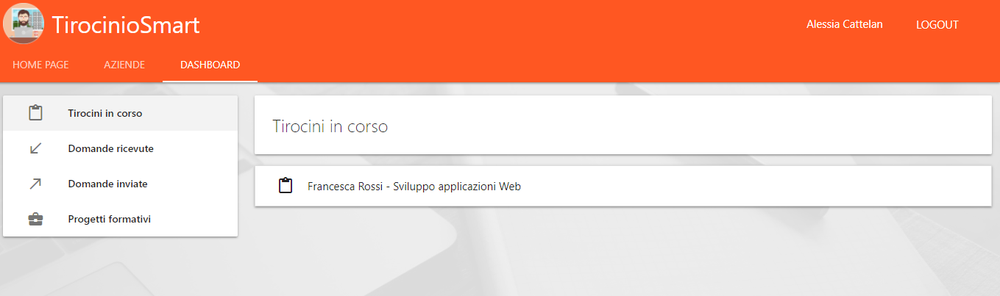 TirocinioSmart
Alessia Cattelan
LOGOUT
HOME PAGE
AZIENDE
DASHBOARD
Tirocini in corso
Domande ricevute
Domande inviate
Progetti formativi
Tirocini in corso
Francesca Rossi - Sviluppo applicazioni Web